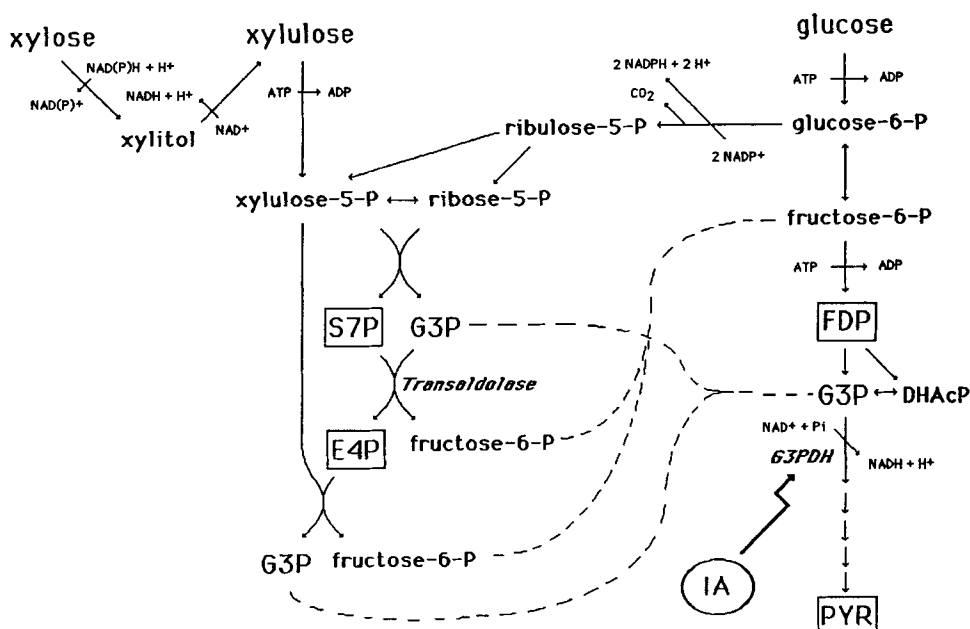 xylose
xylulose
glucose
NAD(P)H + H+
NAD(P)+
NADH + H+
NAD+
xylitol
ATP
ADP
2 NADPH + 2 H+
CO2
ATP
ADP
ribulose-5-P
glucose-6-P
2 NADP+
xylulose-5-P
ribose-5-P
fructose-6-P
ATP
ADP
S7P
G3P
FDP
Transaldolase
G3P
DHAcP
E4P
fructose-6-P
NAD+ + Pi
G3PDH
NADH + H+
G3P
fructose-6-P
IA
PYR